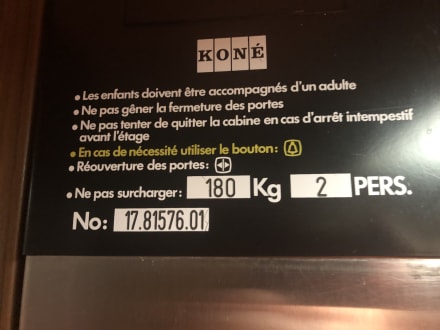 KONÉ
• Les enfants doivent être accompagnés d'un adulte
• Ne pas gêner la fermeture des portes
• Ne pas tenter de quitter la cabine en cas d'arrêt intempestif
avant l'étage
• En cas de nécessité utiliser le bouton:
• Réouverture des portes:
• Ne pas surcharger: 180 Kg 2 PERS.
No: 17.81576.01